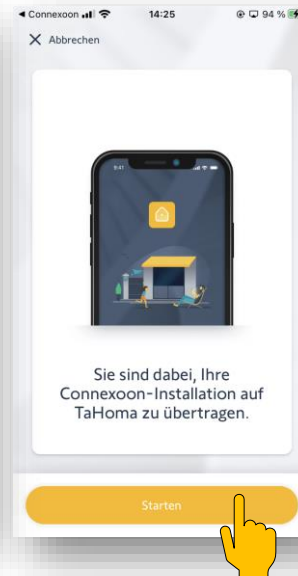 ◀ Connexoon 14:25 94 %
X Abbrechen
9:41
Sie sind dabei, Ihre
Connexoon-Installation auf
TaHoma zu übertragen.
Starten